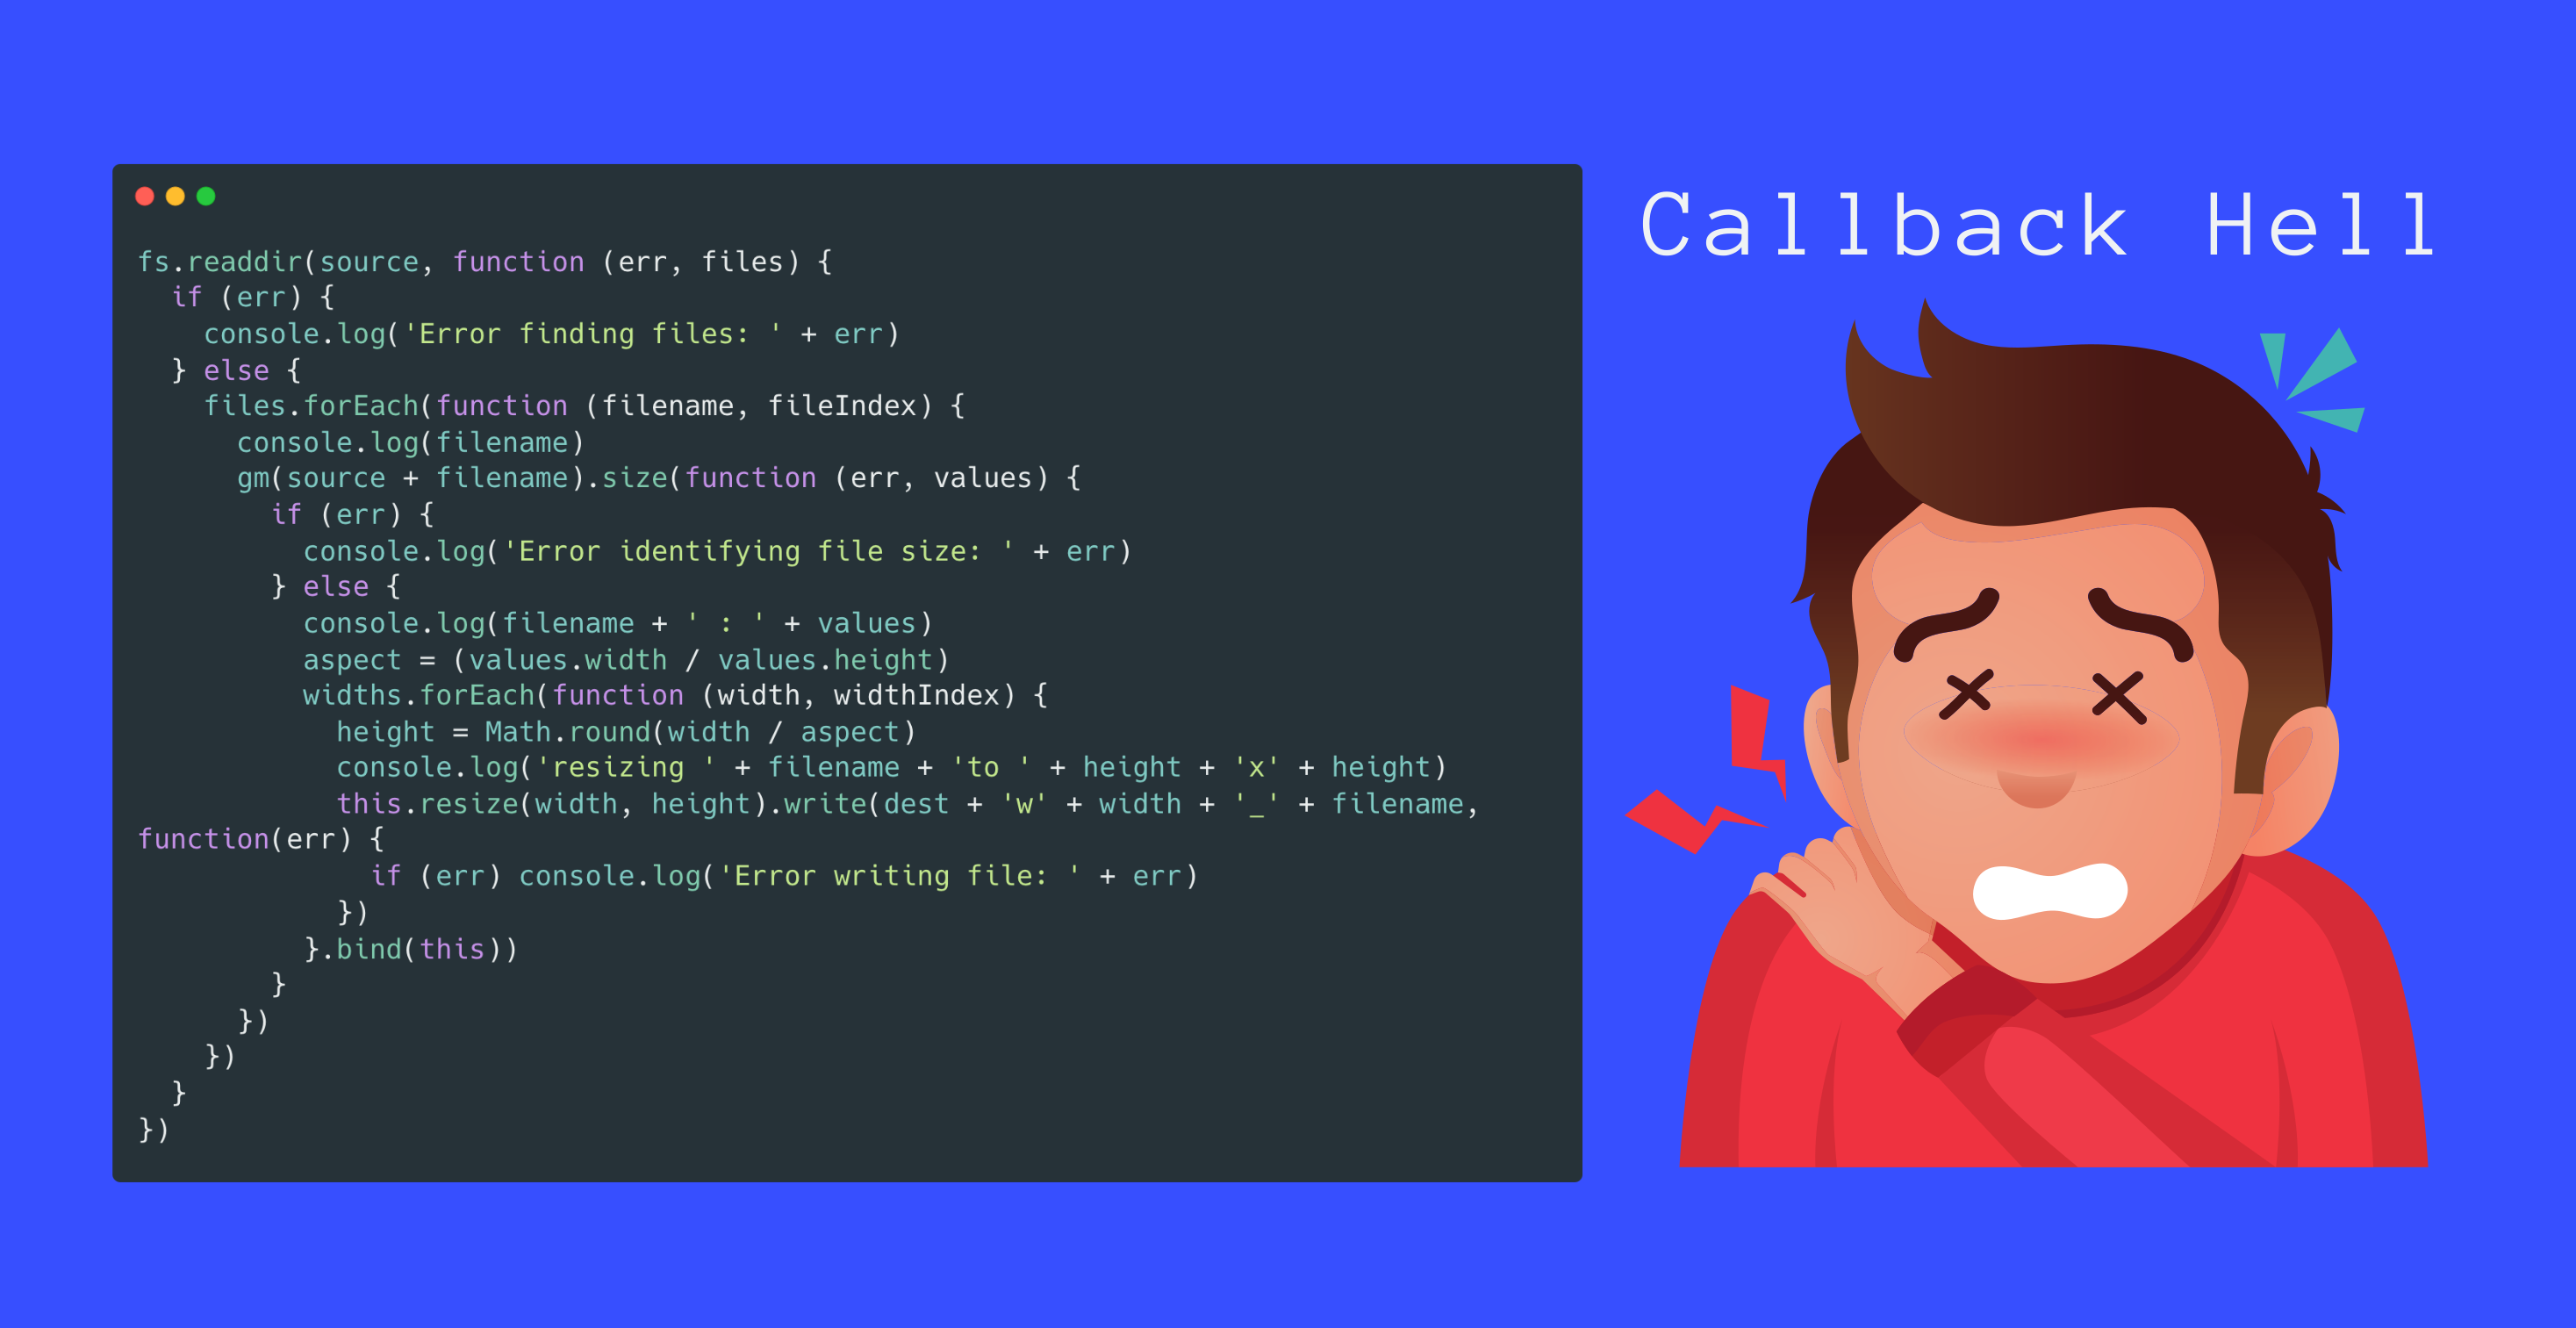 Callback Hell
fs.readdir(source, function (err, files) {
  if (err) {
    console.log('Error finding files: ' + err)
  } else {
    files.forEach(function (filename, fileIndex) {
      console.log(filename)
      gm(source + filename).size(function (err, values) {
        if (err) {
          console.log('Error identifying file size: ' + err)
        } else {
          console.log(filename + ' : ' + values)
          aspect = (values.width / values.height)
          widths.forEach(function (width, widthIndex) {
            height = Math.round(width / aspect)
            console.log('resizing ' + filename + 'to ' + height + 'x' + height)
            this.resize(width, height).write(dest + 'w' + width + '_' + filename,
function(err) {
              if (err) console.log('Error writing file: ' + err)
            })
          }.bind(this))
        }
      })
    })
  }
})